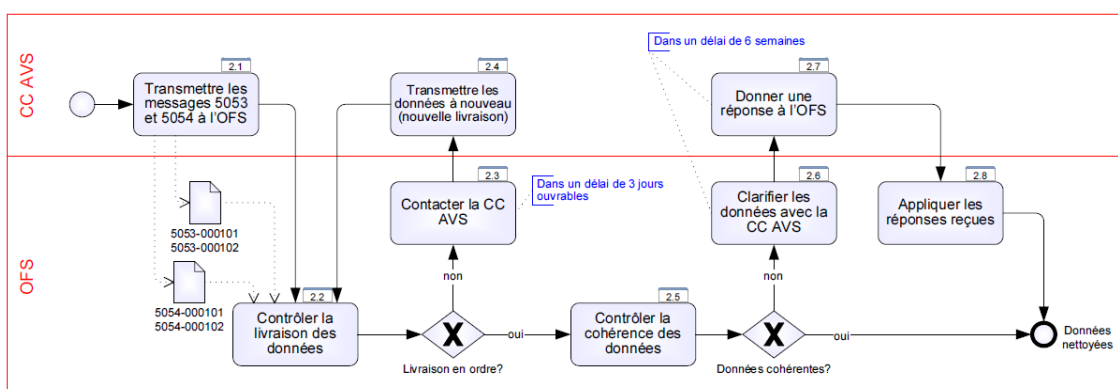 CC AVS
2.1
Transmettre les
messages 5053
et 5054 à l'OFS
2.4
Transmettre les
données à nouveau
(nouvelle livraison)
Dans un délai de 6 semaines
2.7
Donner une
réponse à l'OFS
OFS
5053-000101
5053-000102
5054-000101
5054-000102
2.2
Contrôler la
livraison des
données
2.3
Contacter la CC
AVS
Dans un délai de 3 jours
ouvrables
non
X
oui
Livraison en ordre?
2.5
Contrôler la
cohérence des
données
2.6
Clarifier les
données avec la
CC AVS
non
X
oui
Données cohérentes?
2.8
Appliquer les
réponses reçues
Données
nettoyées